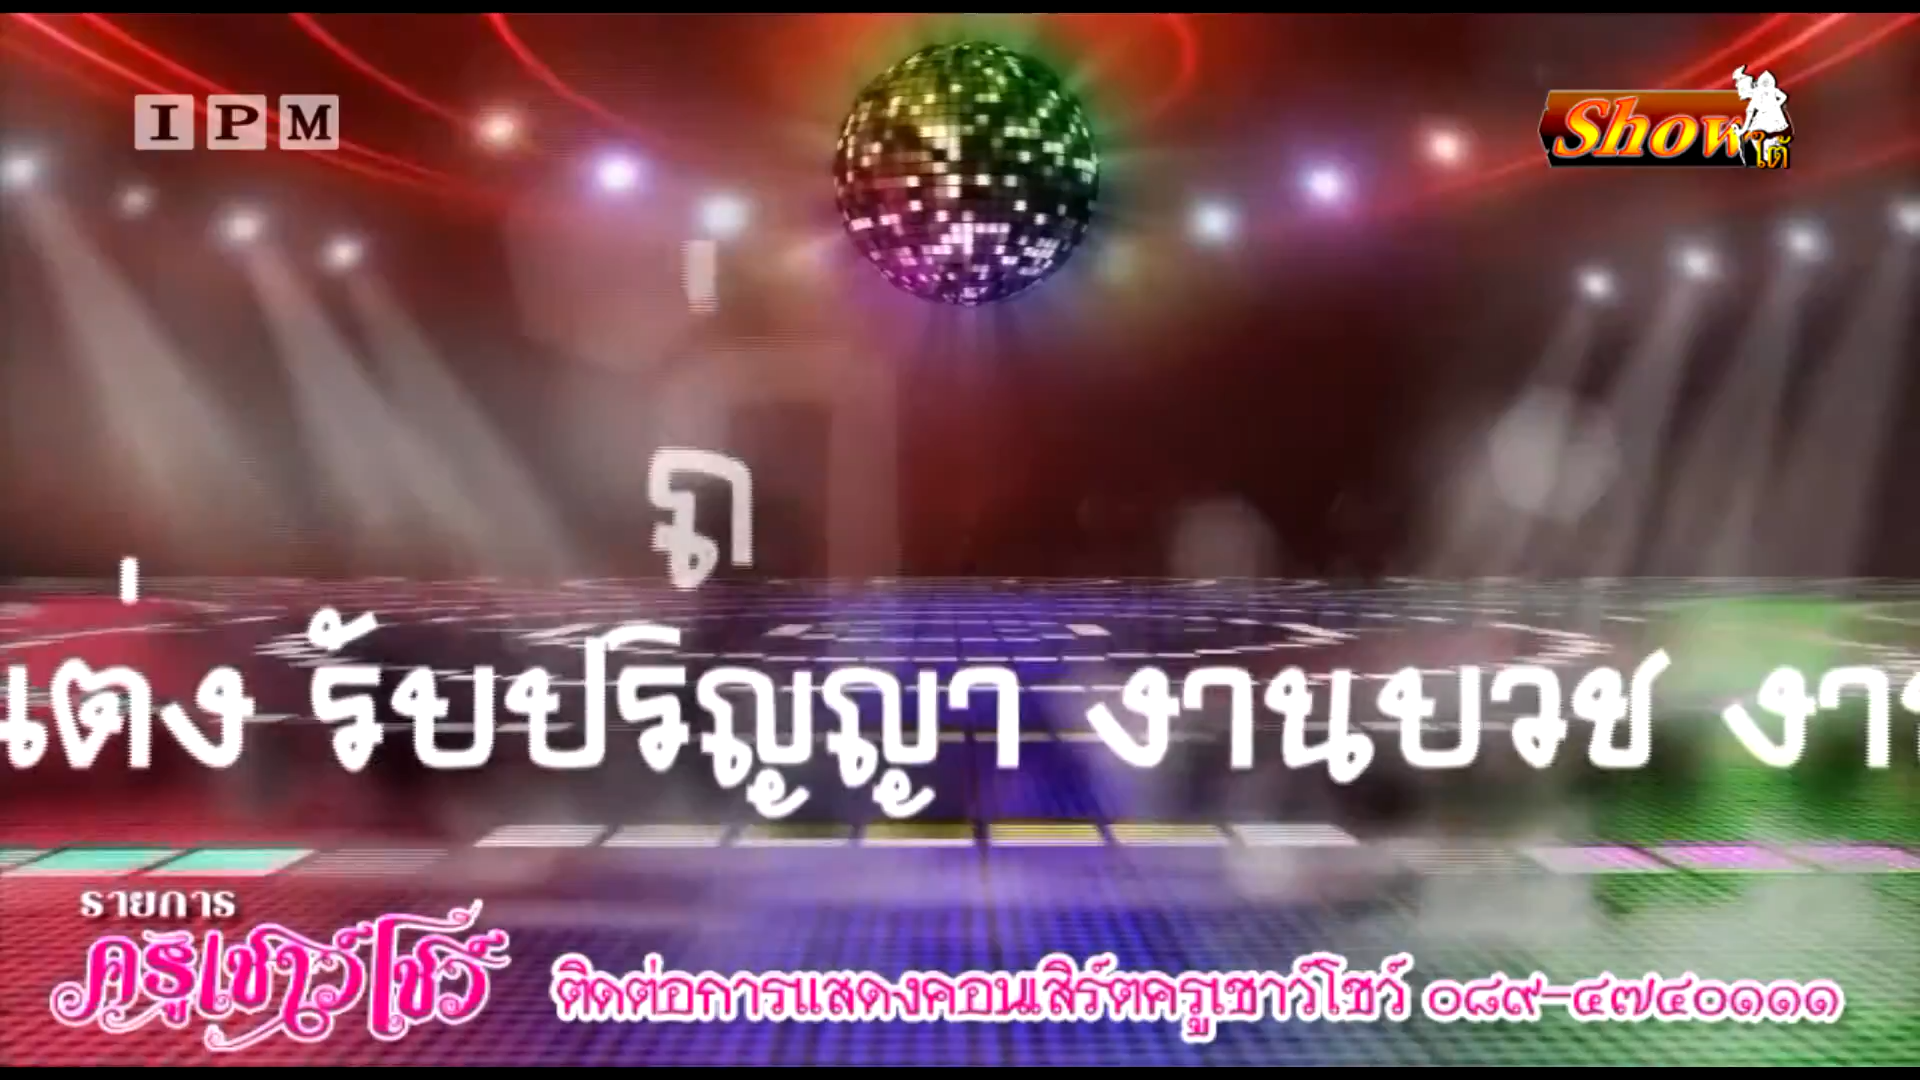 IPM
Show ใต้
นต่ง รับปริญญา งานบวช งา
รายการ
ครูเชาว์โชว์
ติดต่อการแสดงคอนเสิร์ตครูเชาว์โชว์ ๐๘๙-๔๗๔๐๑๑๑